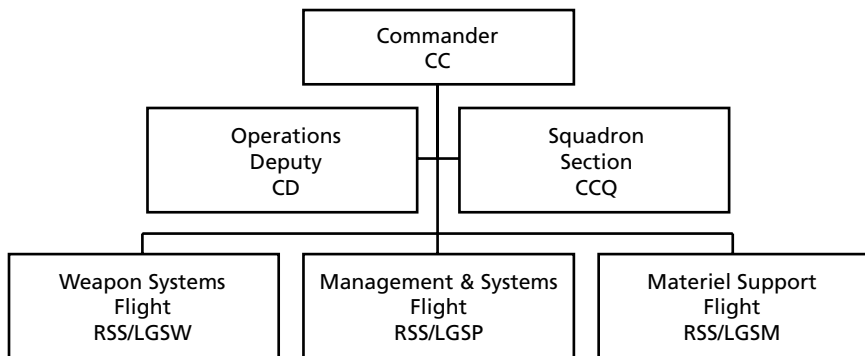 Commander
CC
Operations
Deputy
CD
Squadron
Section
CCQ
Weapon Systems
Flight
RSS/LGSW
Management & Systems
Flight
RSS/LGSP
Materiel Support
Flight
RSS/LGSM